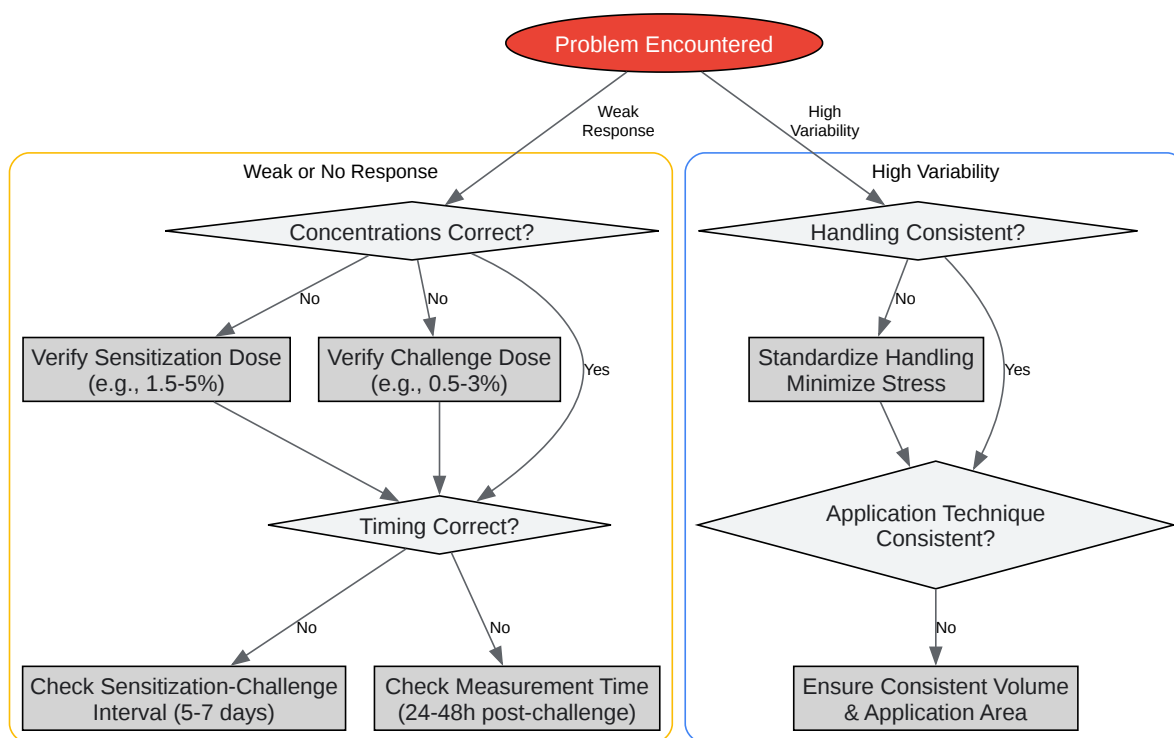 Problem Encountered
Weak
Response
High
Variability
Weak or No Response
High Variability
Concentrations Correct?
Handling Consistent?
No
No
No
Verify Sensitization Dose
(e.g., 1.5-5%)
Verify Challenge Dose
(e.g., 0.5-3%)
Yes
Standardize Handling
Minimize Stress
Yes
Timing Correct?
Application Technique
Consistent?
No
No
No
Check Sensitization-Challenge
Interval (5-7 days)
Check Measurement Time
(24-48h post-challenge)
Ensure Consistent Volume
& Application Area